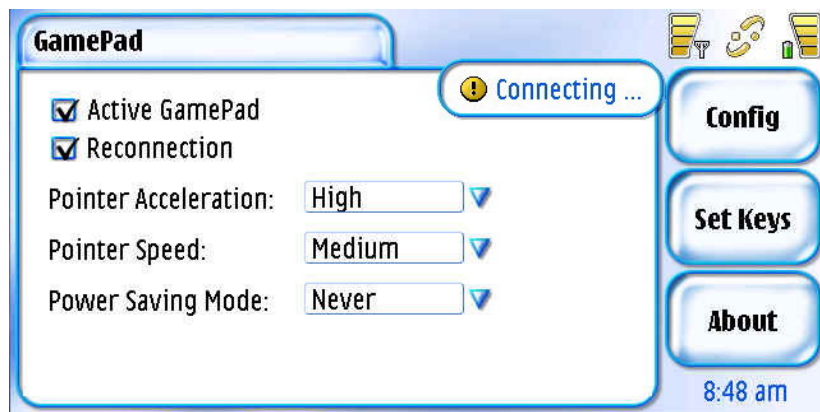 GamePad
Connecting ...
Active GamePad
Reconnection
Pointer Acceleration: High
Pointer Speed: Medium
Power Saving Mode: Never
Config
Set Keys
About
8:48 am